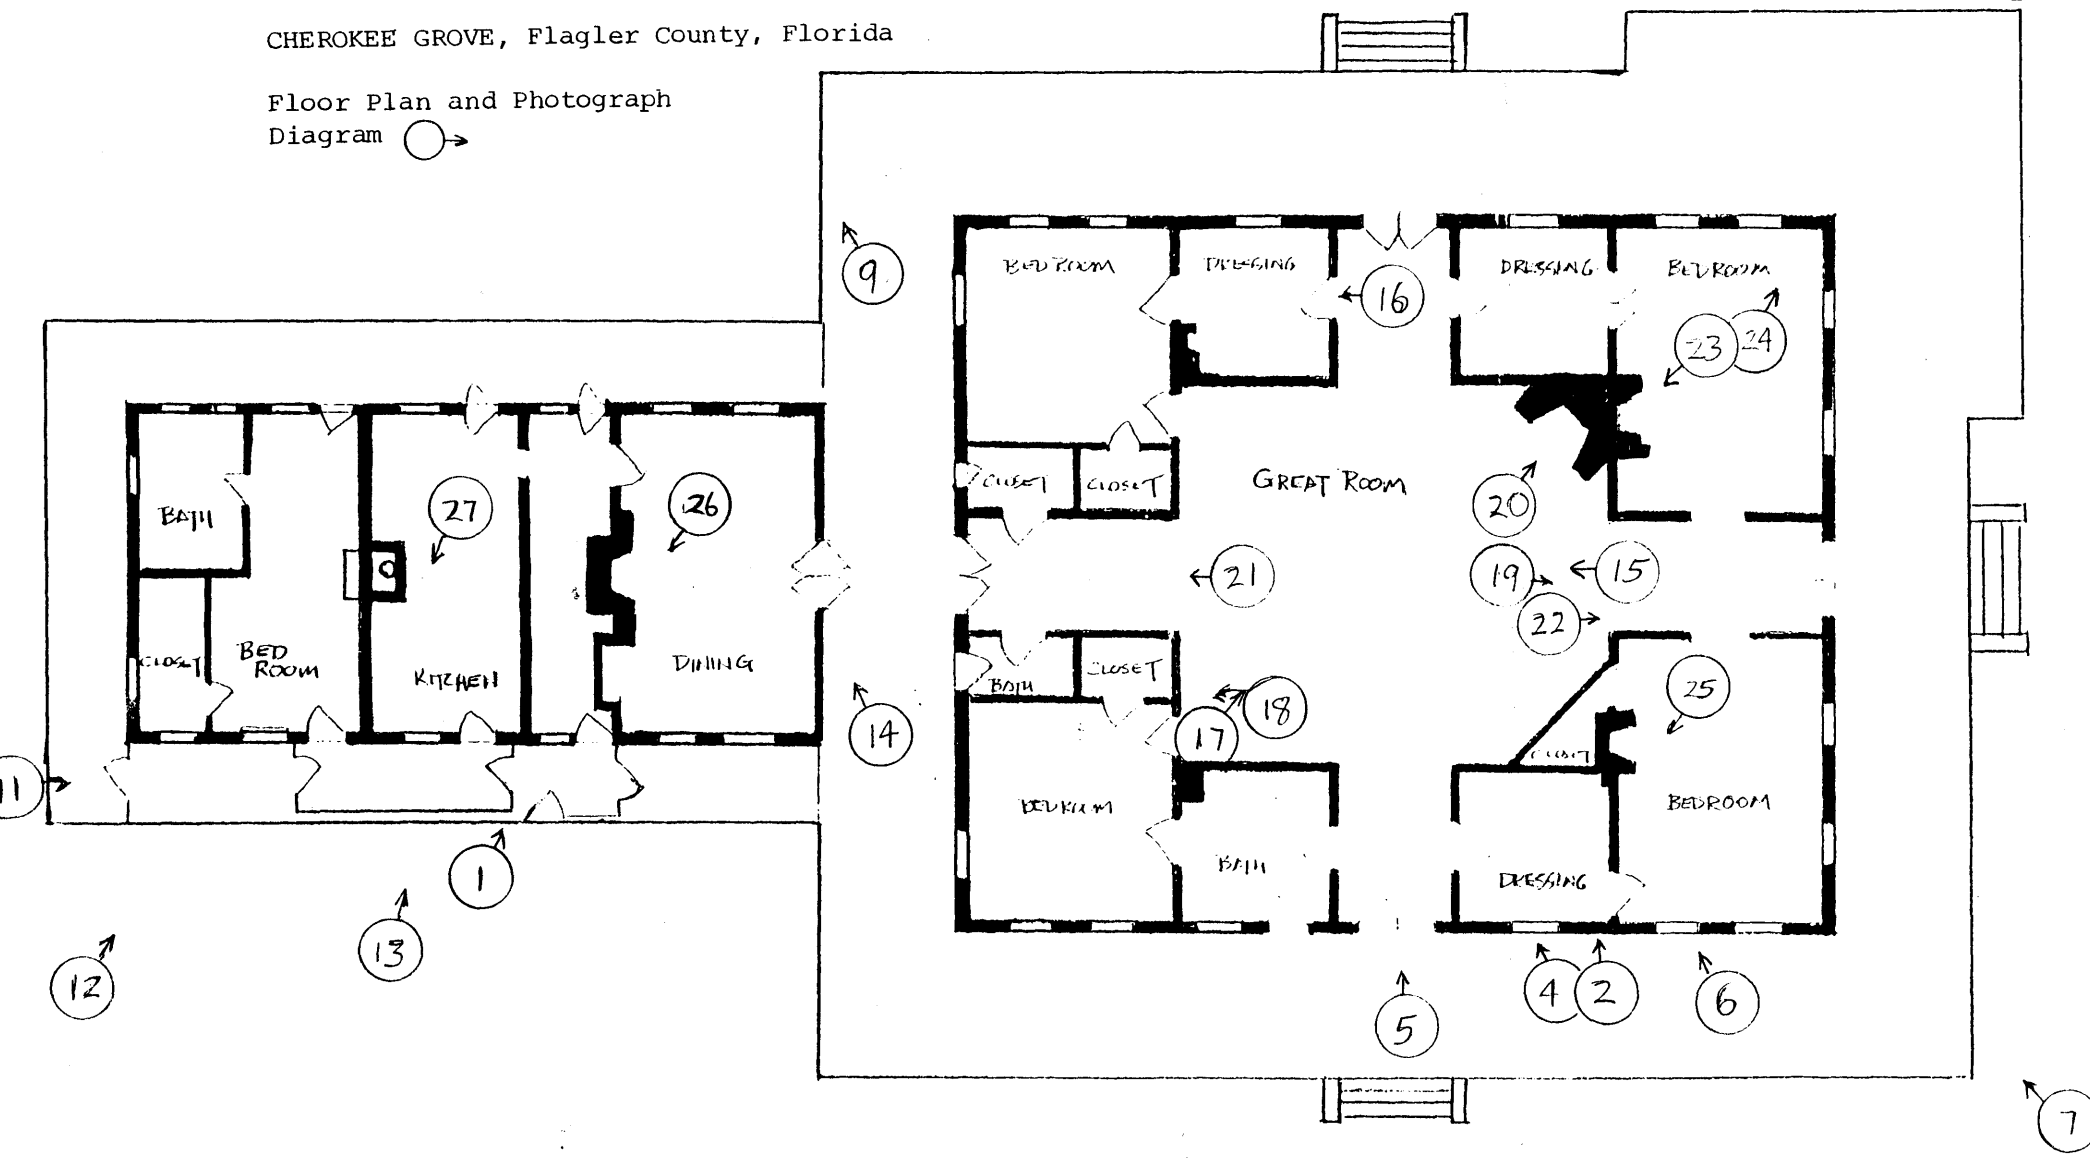 CHEROKEE GROVE, Flagler County, Florida
Floor Plan and Photograph
Diagram
9
BEDROOM
DRESSING
16
DRESSING
BEDROOM
23
24
BATH
27
26
CLOSET
CLOSET
GREAT ROOM
20
21
19
15
22
CLOSET
BED
ROOM
KITCHEN
DINING
BATH
CLOSET
25
14
17
18
CLOSET
11
BEDROOM
BEDROOM
1
BATH
DRESSING
13
12
4
2
6
5
7